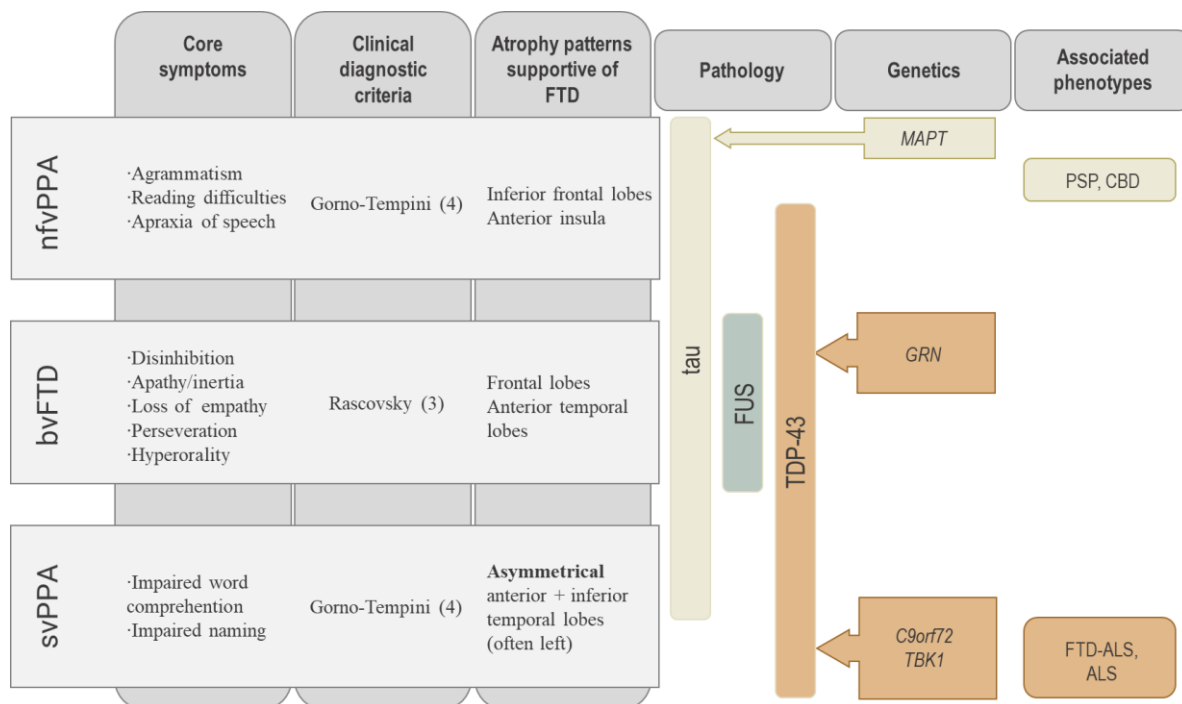 Core
symptoms
Clinical
diagnostic
criteria
Atrophy patterns
supportive of
FTD
Pathology
Genetics
Associated
phenotypes
nfvPPA
·Agrammatism
·Reading difficulties
·Apraxia of speech
Gorno-Tempini (4)
Inferior frontal lobes
Anterior insula
MAPT
PSP, CBD
bvFTD
·Disinhibition
·Apathy/inertia
·Loss of empathy
·Perseveration
·Hyperorality
Rascovsky (3)
Frontal lobes
Anterior temporal
lobes
tau
FUS
TDP-43
GRN
svPPA
·Impaired word
comprehention
·Impaired naming
Gorno-Tempini (4)
Asymmetrical
anterior + inferior
temporal lobes
(often left)
C9orf72
TBK1
FTD-ALS,
ALS